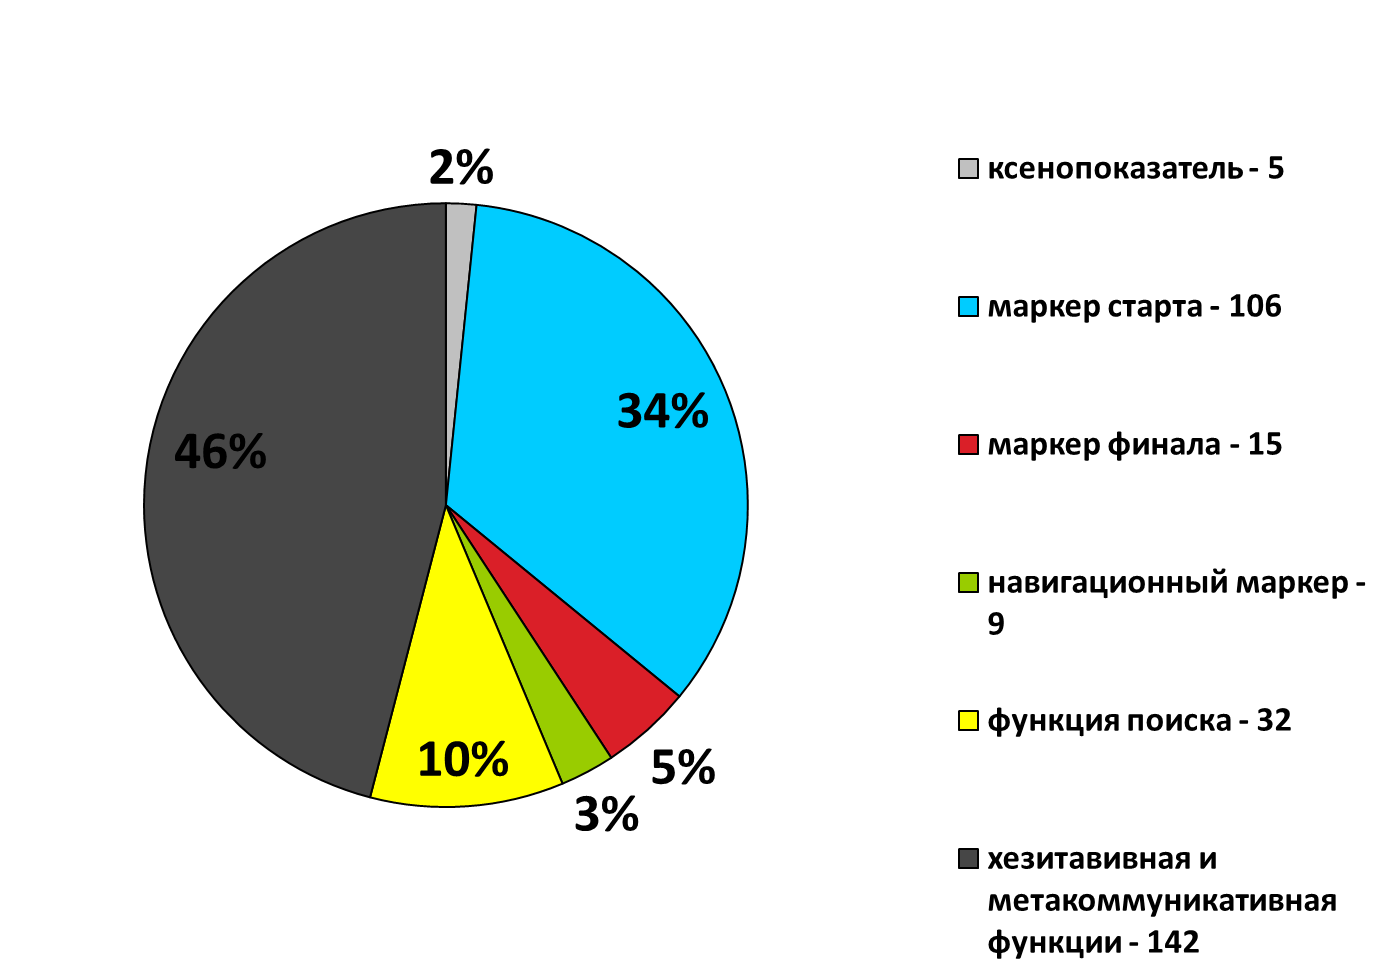 2%
34%
46%
10%
5%
3%
ксенопоказатель - 5
маркер старта - 106
маркер финала - 15
навигационный маркер -
9
функция поиска - 32
хезитавивная и
метакоммуникативная
функции - 142